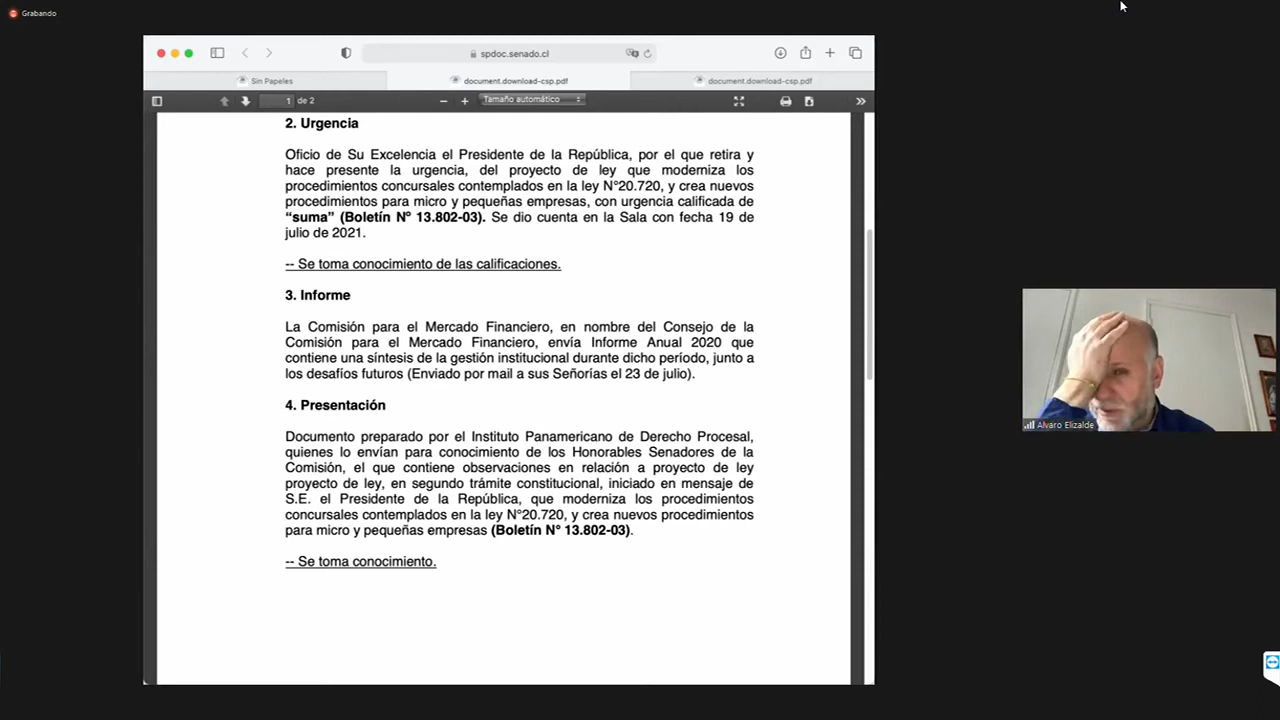 Grabando
spdoc.senado.cl
Sin Papeles
document.download-csp.pdf
document.download-csp.pdf
1 de 2
Tamaño automático
2. Urgencia
Oficio de Su Excelencia el Presidente de la República, por el que retira y
hace presente la urgencia, del proyecto de ley que moderniza los
procedimientos concursales contemplados en la ley N°20.720, y crea nuevos
procedimientos para micro y pequeñas empresas, con urgencia calificada de
“suma” (Boletín Nº 13.802-03). Se dio cuenta en la Sala con fecha 19 de
julio de 2021.
-- Se toma conocimiento de las calificaciones.
3. Informe
La Comisión para el Mercado Financiero, en nombre del Consejo de la
Comisión para el Mercado Financiero, envía Informe Anual 2020 que
contiene una síntesis de la gestión institucional durante dicho período, junto a
los desafíos futuros (Enviado por mail a sus Señorías el 23 de julio).
4. Presentación
Documento preparado por el Instituto Panamericano de Derecho Procesal,
quienes lo envían para conocimiento de los Honorables Senadores de la
Comisión, el que contiene observaciones en relación a proyecto de ley
proyecto de ley, en segundo trámite constitucional, iniciado en mensaje de
S.E. el Presidente de la República, que moderniza los procedimientos
concursales contemplados en la ley N°20.720, y crea nuevos procedimientos
para micro y pequeñas empresas (Boletín N° 13.802-03).
-- Se toma conocimiento.
Alvaro Elizalde